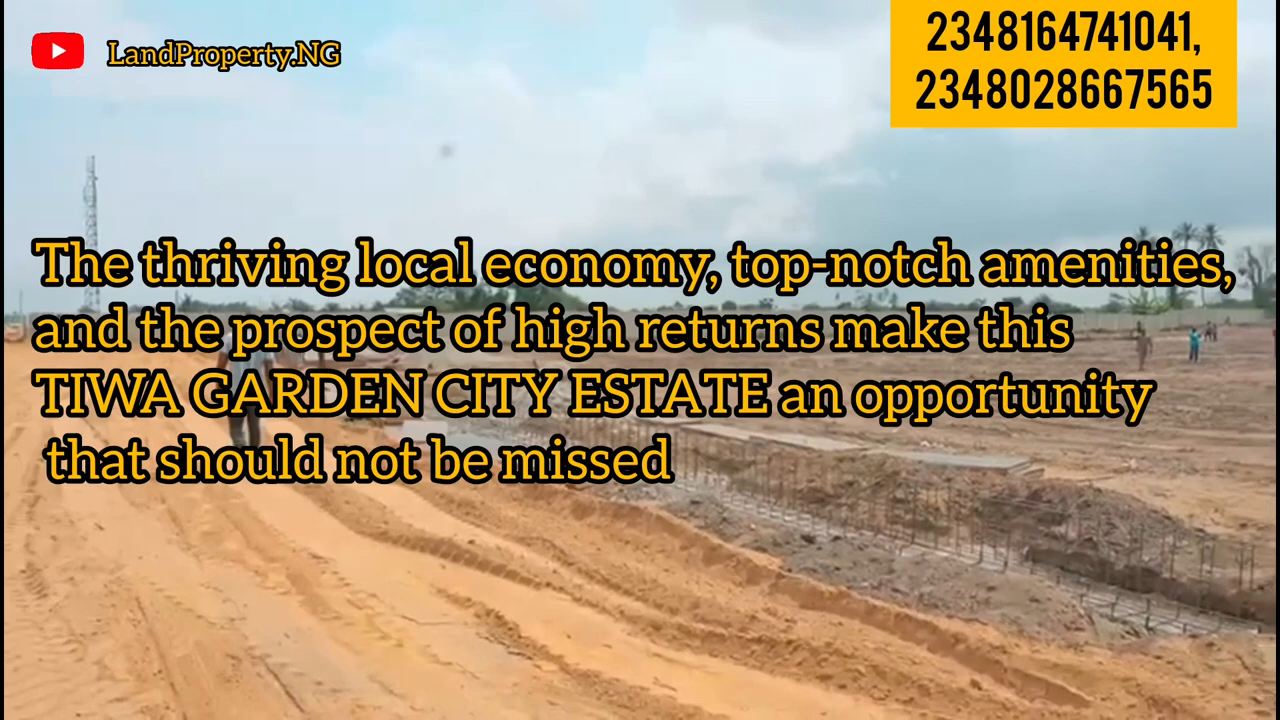 LandProperty.NG
2348164741041,
2348028667565
The thriving local economy, top-notch amenities,
and the prospect of high returns make this
TIWA GARDEN CITY ESTATE an opportunity
that should not be missed